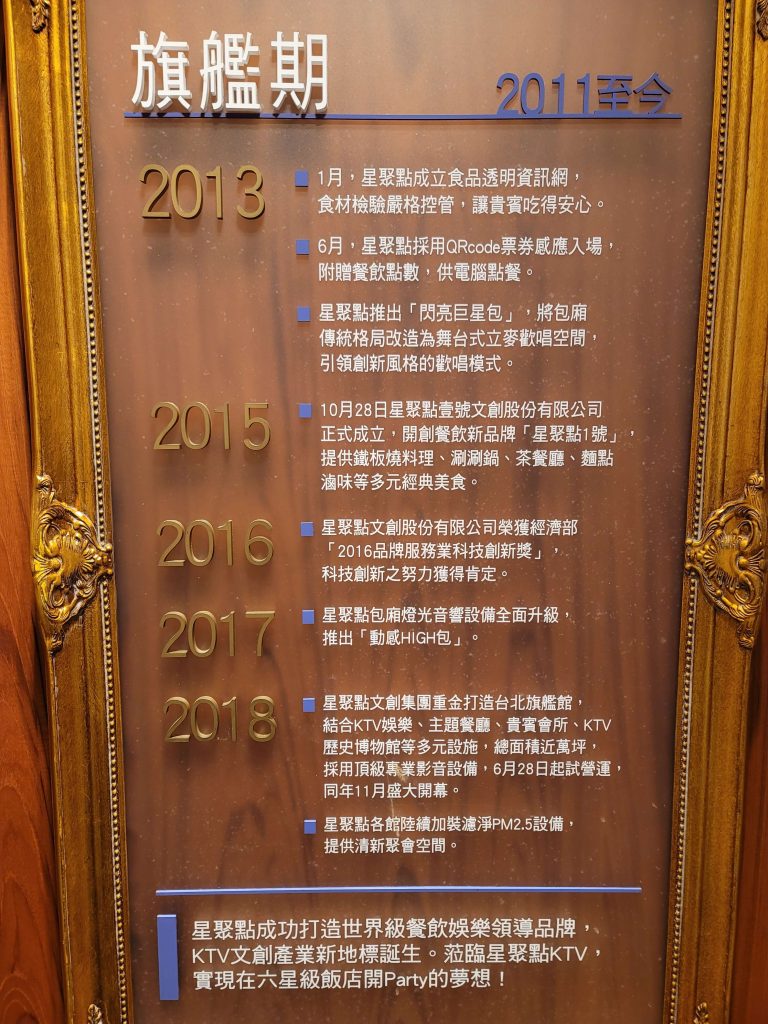 旗艦期
2011至今
2013
1月，星聚點成立食品透明資訊網，
食材檢驗嚴格控管，讓貴賓吃得安心。
6月，星聚點採用QRcode票券感應入場，
附贈餐飲點數，供電腦點餐。
星聚點推出「閃亮巨星包」，將包廂
傳統格局改造為舞台式立麥歡唱空間，
引領創新風格的歡唱模式。
2015
10月28日星聚點壹號文創股份有限公司
正式成立，開創餐飲新品牌「星聚點1號」，
提供鐵板燒料理、涮涮鍋、茶餐廳、麵點
滷味等多元經典美食。
2016
星聚點文創股份有限公司榮獲經濟部
「2016品牌服務業科技創新獎」，
科技創新之努力獲得肯定。
2017
星聚點包廂燈光音響設備全面升級，
推出「動感HIGH包」。
2018
星聚點文創集團重金打造台北旗艦館，
結合KTV娛樂、主題餐廳、貴賓會所、KTV
歷史博物館等多元設施，總面積近萬坪，
採用頂級專業影音設備，6月28日起試營運，
同年11月盛大開幕。
星聚點各館陸續加裝濾淨PM2.5設備，
提供清新聚會空間。
星聚點成功打造世界級餐飲娛樂領導品牌，
KTV文創產業新地標誕生。蒞臨星聚點KTV，
實現在六星級飯店開Party的夢想！